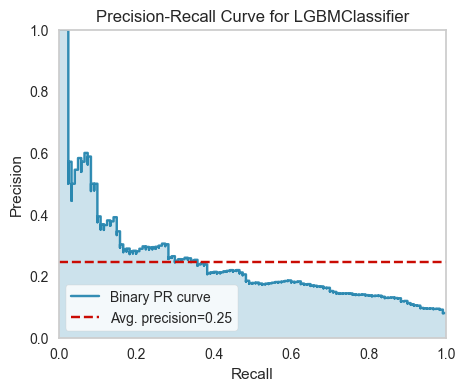 Precision-Recall Curve for LGBMClassifier
1.0
0.8
0.6
0.4
0.2
0.0
Precision
Binary PR curve
Avg. precision=0.25
0.0 0.2 0.4 0.6 0.8 1.0
Recall